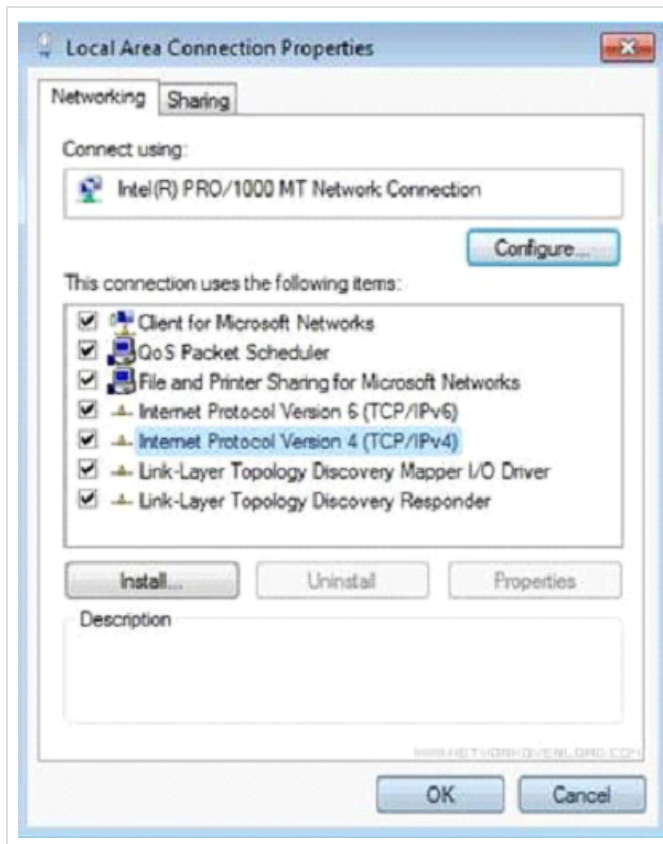 Local Area Connection Properties
Networking
Sharing
Connect using:
Intel(R) PRO/1000 MT Network Connection
Configure...
This connection uses the following items:
Client for Microsoft Networks
QoS Packet Scheduler
File and Printer Sharing for Microsoft Networks
Internet Protocol Version 6 (TCP/IPv6)
Internet Protocol Version 4 (TCP/IPv4)
Link-Layer Topology Discovery Mapper I/O Driver
Link-Layer Topology Discovery Responder
Install...
Uninstall
Properties
Description
OK
Cancel